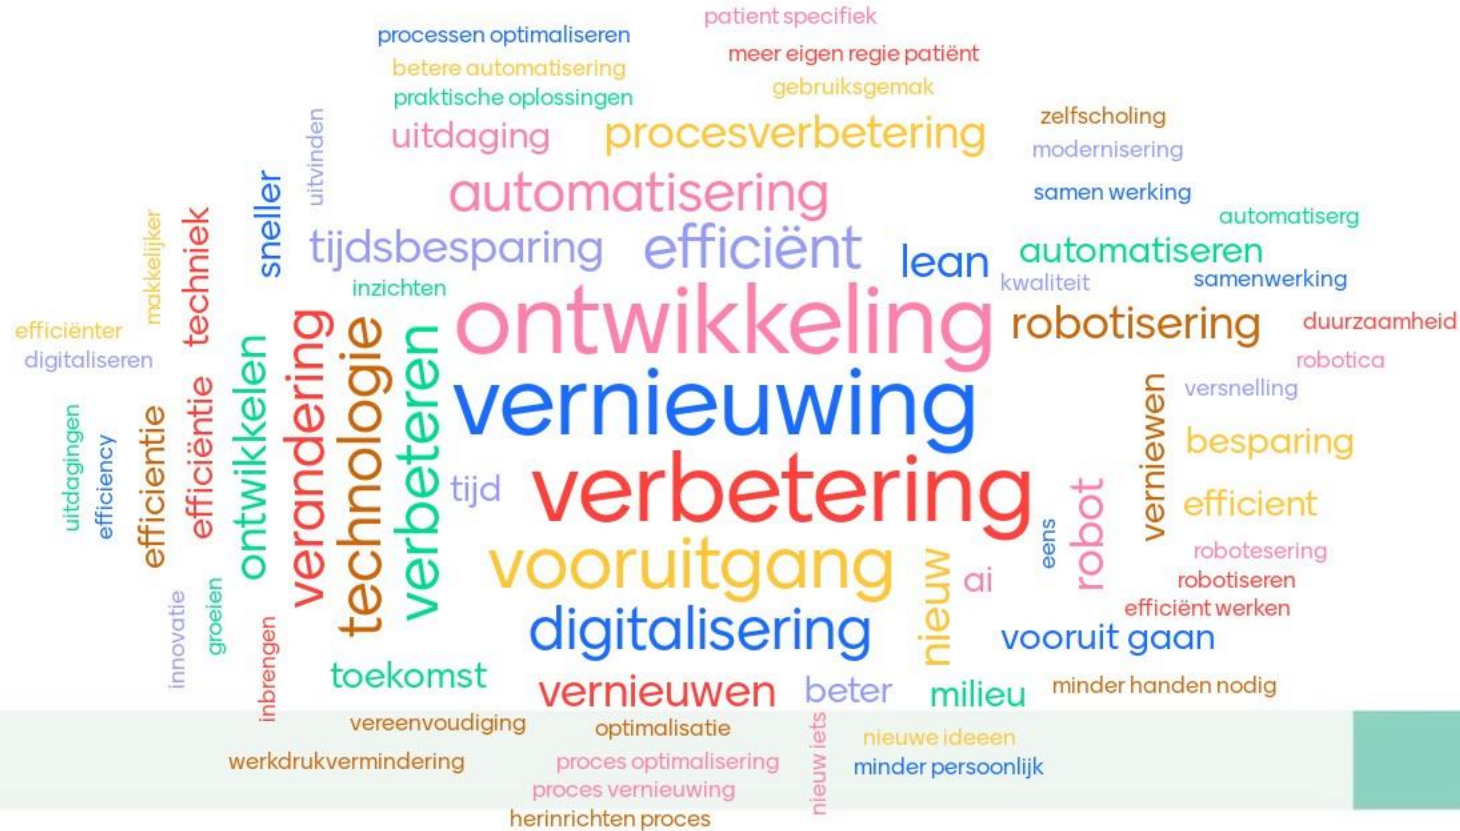 patient specifiek
processen optimaliseren
meer eigen regie patiënt
betere automatisering
gebruiksgemak
praktische oplossingen
uitdaging
procesverbetering
zelfscholing
uitvinden
modernisering
automatisering
samen werking
sneller
makkelijker
techniek
automatiserg
tijdsbesparing
efficiënt
lean
automatiseren
kwaliteit
samenwerking
inzichten
ontwikkeling
robotisering
duurzaamheid
efficiënter
digitaliseren
robotica
verandering
technologie
verbeteren
ontwikkelen
efficiëntie
efficientie
efficiency
uitdagingen
vernieuwing
versnelling
verniewen
besparing
tijd
verbetering
robot
efficient
eens
vooruitgang
nieuw
ai
robotesering
robotiseren
efficiënt werken
innovatie
groeien
inbrengen
digitalisering
vooruit gaan
toekomst
vernieuwen
beter
milieu
minder handen nodig
vereenvoudiging
optimalisatie
nieuw iets
nieuwe ideeen
werkdrukvermindering
proces optimalisering
minder persoonlijk
proces vernieuwing
herinrichten proces